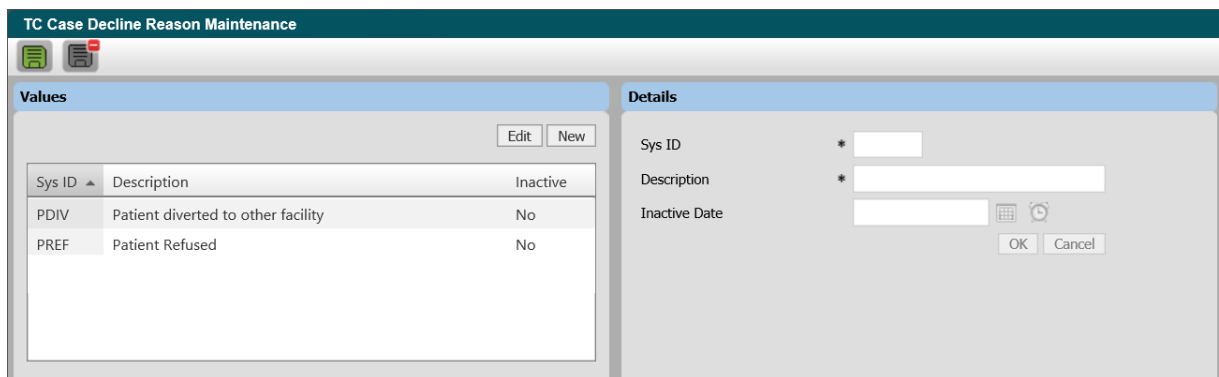 TC Case Decline Reason Maintenance
Values
Edit New
Sys ID Description Inactive
PDIV Patient diverted to other facility No
PREF Patient Refused No
Details
Sys ID *
Description *
Inactive Date
OK Cancel